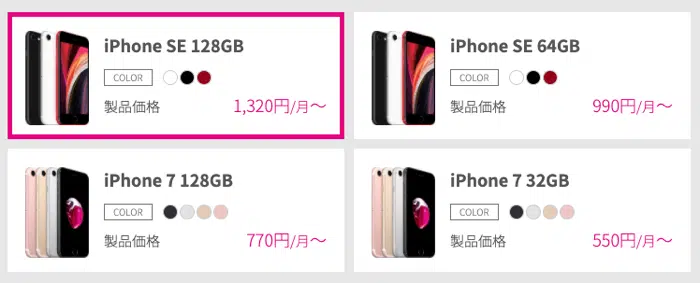 iPhone SE 128GB
COLOR
製品価格 1,320円/月〜
iPhone SE 64GB
COLOR
製品価格 990円/月〜
iPhone 7 128GB
COLOR
製品価格 770円/月〜
iPhone 7 32GB
COLOR
製品価格 550円/月〜